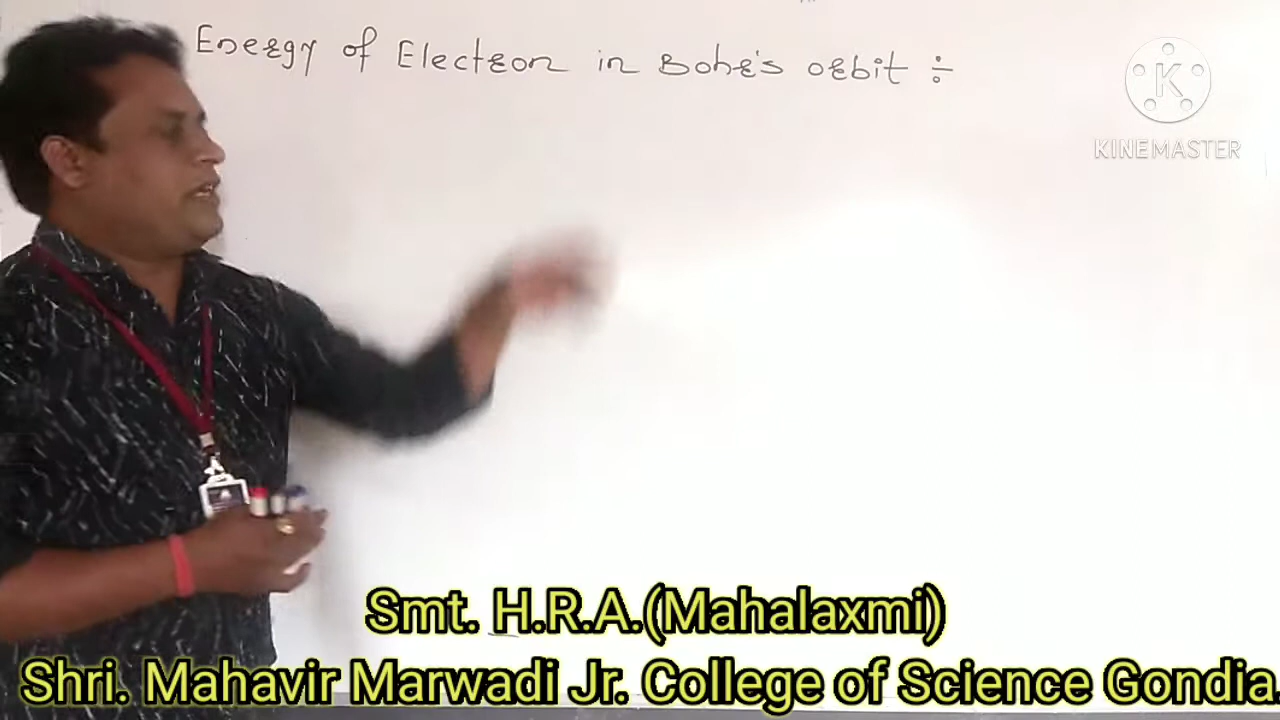 Energy of Electron in Bohr's orbit ÷
K
KINEMASTER
Smt. H.R.A.(Mahalaxmi)
Shri. Mahavir Marwadi Jr. College of Science Gondia.